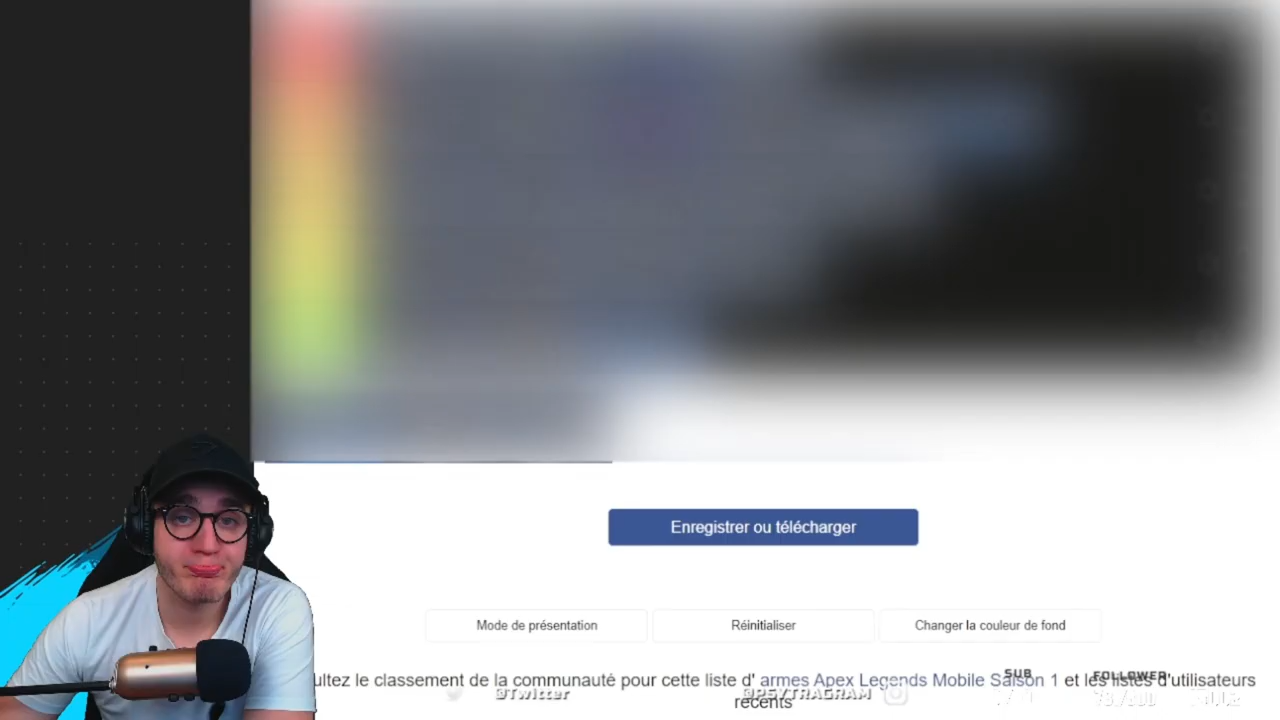 Enregistrer ou télécharger
Mode de présentation
Réinitialiser
Changer la couleur de fond
ultez le classement de la communauté pour cette liste d' armes Apex Legends Mobile Saison 1 et les listes d'utilisateurs
récents
SUB
FOLLOWER
@Twitter
@PSYTRAGRAM